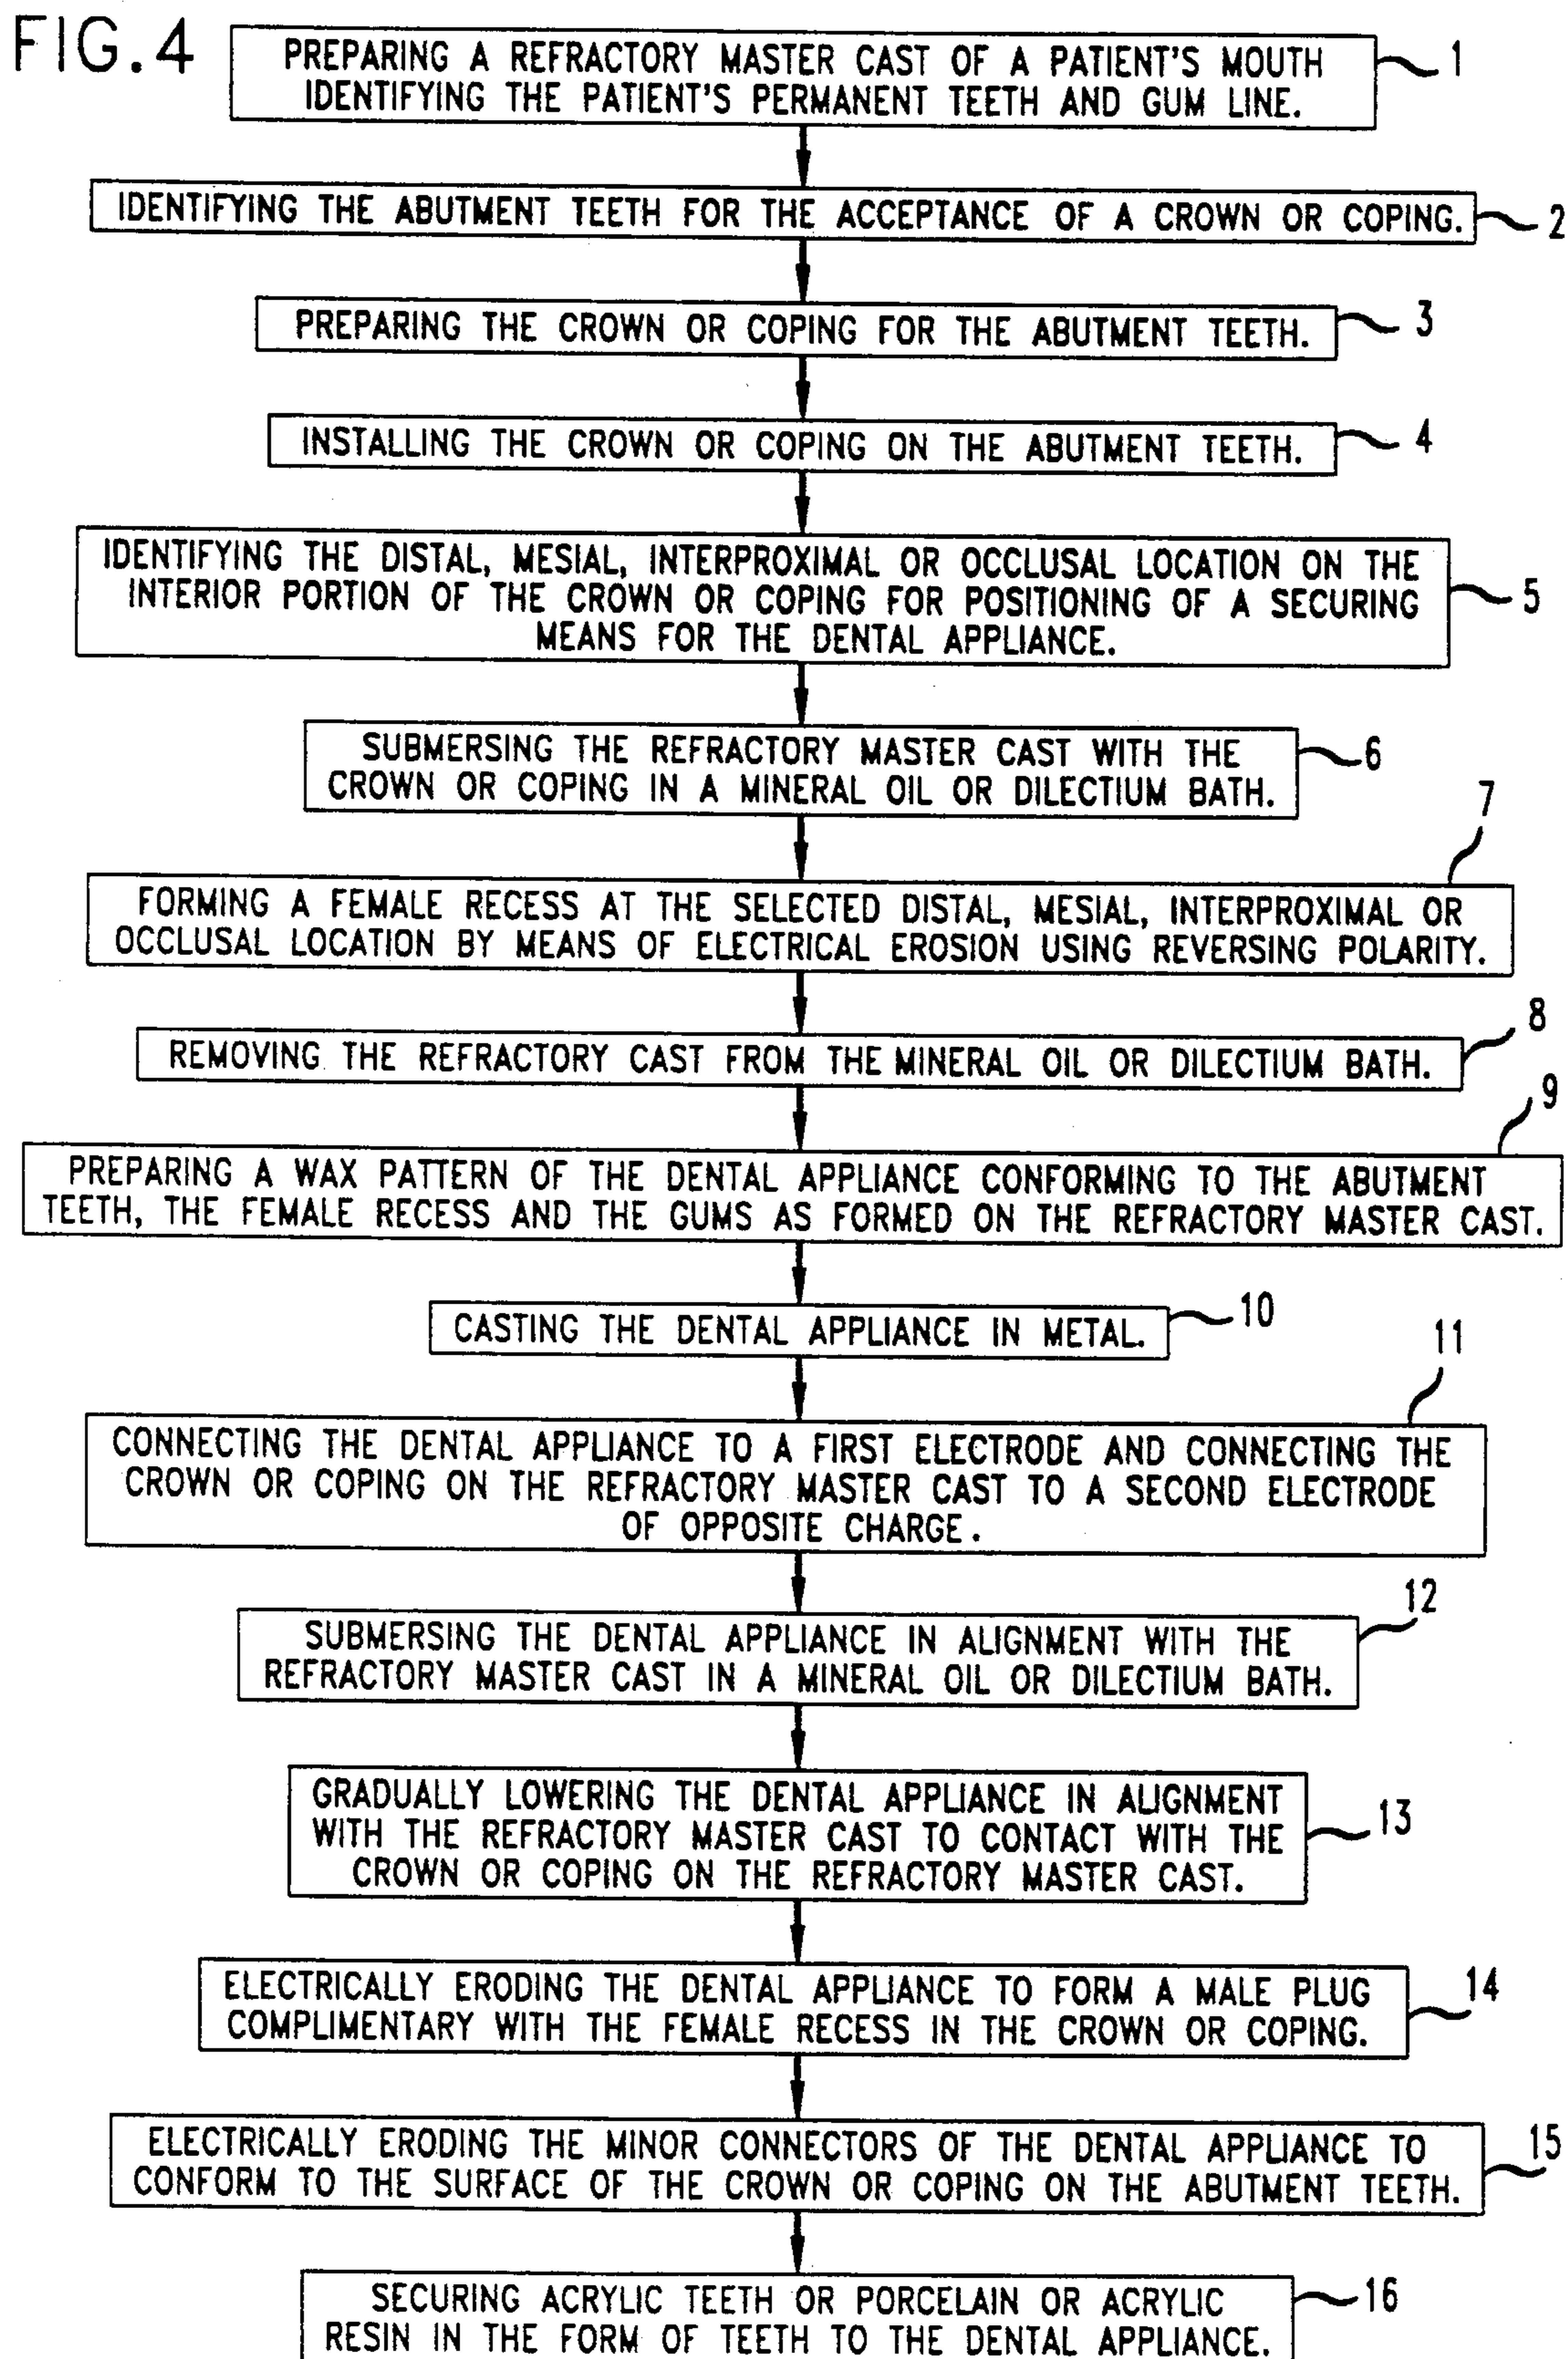 FIG. 4
PREPARING A REFRACTORY MASTER CAST OF A PATIENT'S MOUTH
IDENTIFYING THE PATIENT'S PERMANENT TEETH AND GUM LINE.
1
IDENTIFYING THE ABUTMENT TEETH FOR THE ACCEPTANCE OF A CROWN OR COPING.
2
PREPARING THE CROWN OR COPING FOR THE ABUTMENT TEETH.
3
INSTALLING THE CROWN OR COPING ON THE ABUTMENT TEETH.
4
IDENTIFYING THE DISTAL, MESIAL, INTERPROXIMAL OR OCCLUSAL LOCATION ON THE
INTERIOR PORTION OF THE CROWN OR COPING FOR POSITIONING OF A SECURING
MEANS FOR THE DENTAL APPLIANCE.
5
SUBMERSING THE REFRACTORY MASTER CAST WITH THE
CROWN OR COPING IN A MINERAL OIL OR DILECTIUM BATH.
6
7
FORMING A FEMALE RECESS AT THE SELECTED DISTAL, MESIAL, INTERPROXIMAL OR
OCCLUSAL LOCATION BY MEANS OF ELECTRICAL EROSION USING REVERSING POLARITY.
8
REMOVING THE REFRACTORY CAST FROM THE MINERAL OIL OR DILECTIUM BATH.
9
PREPARING A WAX PATTERN OF THE DENTAL APPLIANCE CONFORMING TO THE ABUTMENT
TEETH, THE FEMALE RECESS AND THE GUMS AS FORMED ON THE REFRACTORY MASTER CAST.
CASTING THE DENTAL APPLIANCE IN METAL.
10
11
CONNECTING THE DENTAL APPLIANCE TO A FIRST ELECTRODE AND CONNECTING THE
CROWN OR COPING ON THE REFRACTORY MASTER CAST TO A SECOND ELECTRODE
OF OPPOSITE CHARGE.
12
SUBMERSING THE DENTAL APPLIANCE IN ALIGNMENT WITH THE
REFRACTORY MASTER CAST IN A MINERAL OIL OR DILECTIUM BATH.
GRADUALLY LOWERING THE DENTAL APPLIANCE IN ALIGNMENT
WITH THE REFRACTORY MASTER CAST TO CONTACT WITH THE
CROWN OR COPING ON THE REFRACTORY MASTER CAST.
13
ELECTRICALLY ERODING THE DENTAL APPLIANCE TO FORM A MALE PLUG
COMPLIMENTARY WITH THE FEMALE RECESS IN THE CROWN OR COPING.
14
ELECTRICALLY ERODING THE MINOR CONNECTORS OF THE DENTAL APPLIANCE TO
CONFORM TO THE SURFACE OF THE CROWN OR COPING ON THE ABUTMENT TEETH.
15
SECURING ACRYLIC TEETH OR PORCELAIN OR ACRYLIC
RESIN IN THE FORM OF TEETH TO THE DENTAL APPLIANCE.
16